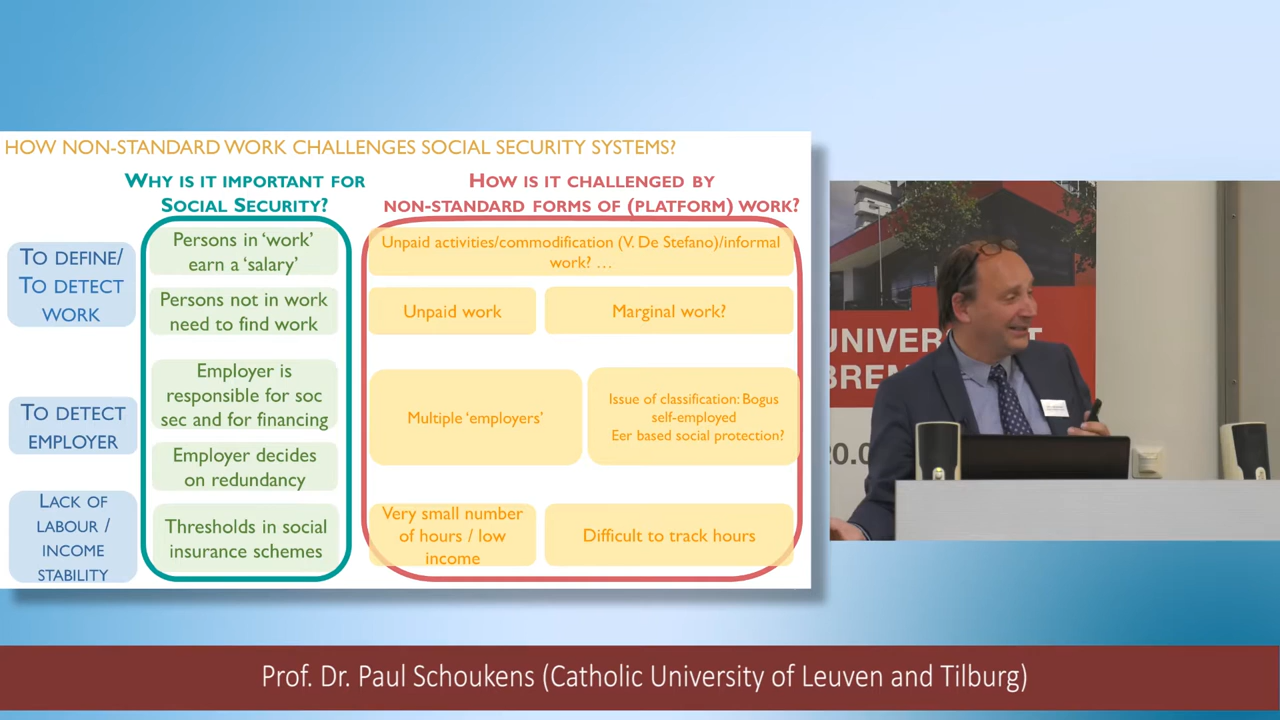 HOW NON-STANDARD WORK CHALLENGES SOCIAL SECURITY SYSTEMS?
WHY IS IT IMPORTANT FOR
SOCIAL SECURITY?
HOW IS IT CHALLENGED BY
NON-STANDARD FORMS OF (PLATFORM) WORK?
TO DEFINE/
TO DETECT
WORK
Persons in ‘work’
earn a ‘salary’
Unpaid activities/commodification (V. De Stefano)/informal
work? …
Persons not in work
need to find work
Unpaid work
Marginal work?
TO DETECT
EMPLOYER
Employer is
responsible for soc
sec and for financing
Multiple ‘employers’
Issue of classification: Bogus
self-employed
Eer based social protection?
Employer decides
on redundancy
LACK OF
LABOUR /
INCOME
STABILITY
Thresholds in social
insurance schemes
Very small number
of hours / low
income
Difficult to track hours
Prof. Dr. Paul Schoukens (Catholic University of Leuven and Tilburg)